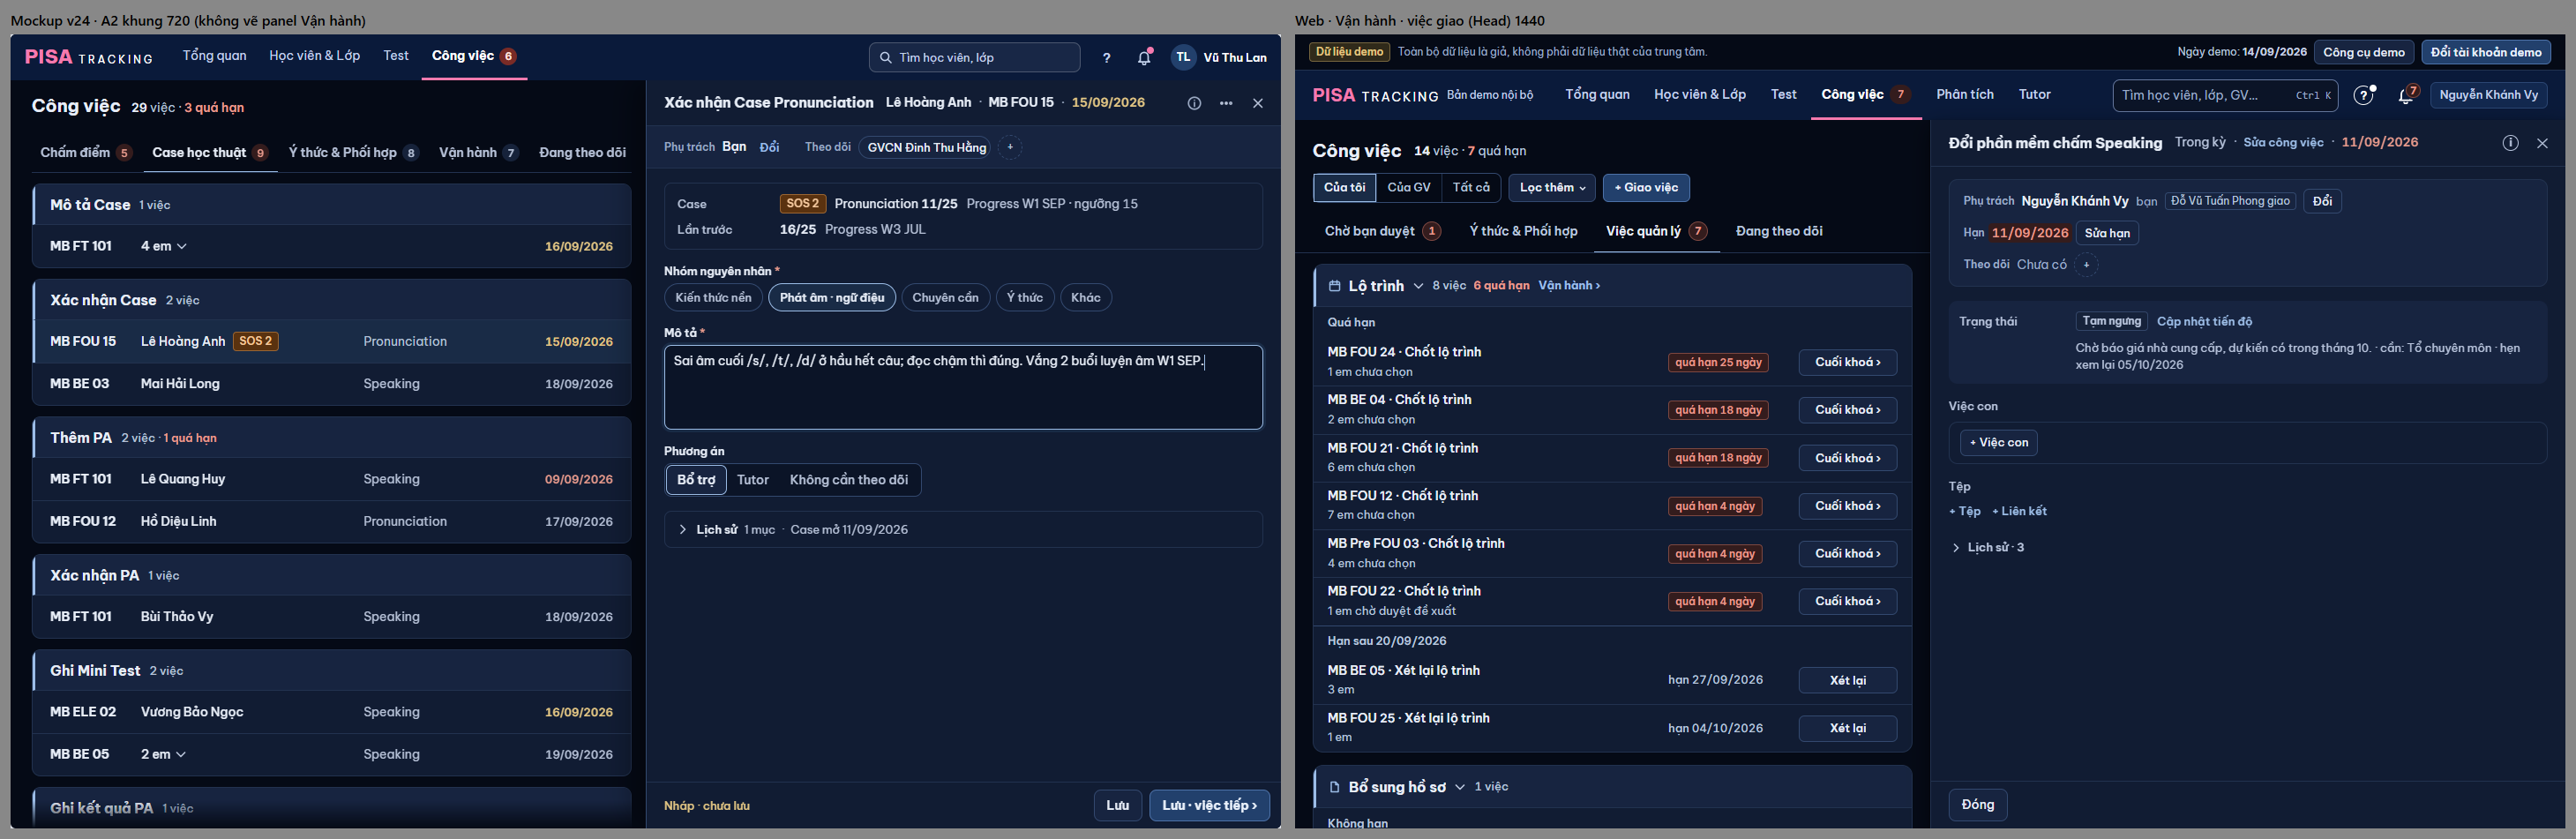 Mockup v24 · A2 khung 720 (không vẽ panel Vận hành)
PISA TRACKING Tổng quan Học viên & Lớp Test Công việc 6 Tìm học viên, lớp ? TL Vũ Thu Lan
Công việc 29 việc · 3 quá hạn
Chấm điểm 5 Case học thuật 9 Ý thức & Phối hợp 8 Vận hành 7 Đang theo dõi
Mô tả Case 1 việc
MB FT 101 4 em 16/09/2026
Xác nhận Case 2 việc
MB FOU 15 Lê Hoàng Anh SOS 2 Pronunciation 15/09/2026
MB BE 03 Mai Hải Long Speaking 18/09/2026
Thêm PA 2 việc · 1 quá hạn
MB FT 101 Lê Quang Huy Speaking 09/09/2026
MB FOU 12 Hồ Diệu Linh Pronunciation 17/09/2026
Xác nhận PA 1 việc
MB FT 101 Bùi Thảo Vy Speaking 18/09/2026
Ghi Mini Test 2 việc
MB ELE 02 Vương Bảo Ngọc Speaking 16/09/2026
MB BE 05 2 em Speaking 19/09/2026
Ghi kết quả PA 1 việc
Xác nhận Case Pronunciation Lê Hoàng Anh · MB FOU 15 · 15/09/2026
Phụ trách Bạn Đổi Theo dõi GVCN Đinh Thu Hằng +
Case SOS 2 Pronunciation 11/25 Progress W1 SEP · ngưỡng 15
Lần trước 16/25 Progress W3 JUL
Nhóm nguyên nhân *
Kiến thức nền Phát âm · ngữ điệu Chuyên cần Ý thức Khác
Mô tả *
Sai âm cuối /s/, /t/, /d/ ở hầu hết câu; đọc chậm thì đúng. Vắng 2 buổi luyện âm W1 SEP.
Phương án
Bổ trợ Tutor Không cần theo dõi
Lịch sử 1 mục · Case mở 11/09/2026
Nháp · chưa lưu Lưu Lưu · việc tiếp ›
Web · Vận hành · việc giao (Head) 1440
Dữ liệu demo Toàn bộ dữ liệu là giả, không phải dữ liệu thật của trung tâm. Ngày demo: 14/09/2026 Công cụ demo Đổi tài khoản demo
PISA TRACKING Bản demo nội bộ Tổng quan Học viên & Lớp Test Công việc 7 Phân tích Tutor Tìm học viên, lớp, GV... Ctrl K ? 7 Nguyễn Khánh Vy
Công việc 14 việc · 7 quá hạn
Của tôi Của GV Tất cả Lọc thêm + Giao việc
Chờ bạn duyệt 1 Ý thức & Phối hợp Việc quản lý 7 Đang theo dõi
Lộ trình 8 việc 6 quá hạn Vận hành ›
Quá hạn
MB FOU 24 · Chốt lộ trình quá hạn 25 ngày Cuối khoá ›
1 em chưa chọn
MB BE 04 · Chốt lộ trình quá hạn 18 ngày Cuối khoá ›
2 em chưa chọn
MB FOU 21 · Chốt lộ trình quá hạn 18 ngày Cuối khoá ›
6 em chưa chọn
MB FOU 12 · Chốt lộ trình quá hạn 4 ngày Cuối khoá ›
7 em chưa chọn
MB Pre FOU 03 · Chốt lộ trình quá hạn 4 ngày Cuối khoá ›
4 em chưa chọn
MB FOU 22 · Chốt lộ trình quá hạn 4 ngày Cuối khoá ›
1 em chờ duyệt đề xuất
Hạn sau 20/09/2026
MB BE 05 · Xét lại lộ trình hạn 27/09/2026 Xét lại
3 em
MB FOU 25 · Xét lại lộ trình hạn 04/10/2026 Xét lại
1 em
Bổ sung hồ sơ 1 việc
Không hạn
Đổi phần mềm chấm Speaking Trong kỳ · Sửa công việc · 11/09/2026
Phụ trách Nguyễn Khánh Vy bạn Đỗ Vũ Tuấn Phong giao Đổi
Hạn 11/09/2026 Sửa hạn
Theo dõi Chưa có +
Trạng thái Tạm ngưng Cập nhật tiến độ
Chờ báo giá nhà cung cấp, dự kiến có trong tháng 10. · cần: Tổ chuyên môn · hẹn
xem lại 05/10/2026
Việc con
+ Việc con
Tệp
+ Tệp + Liên kết
Lịch sử · 3
Đóng